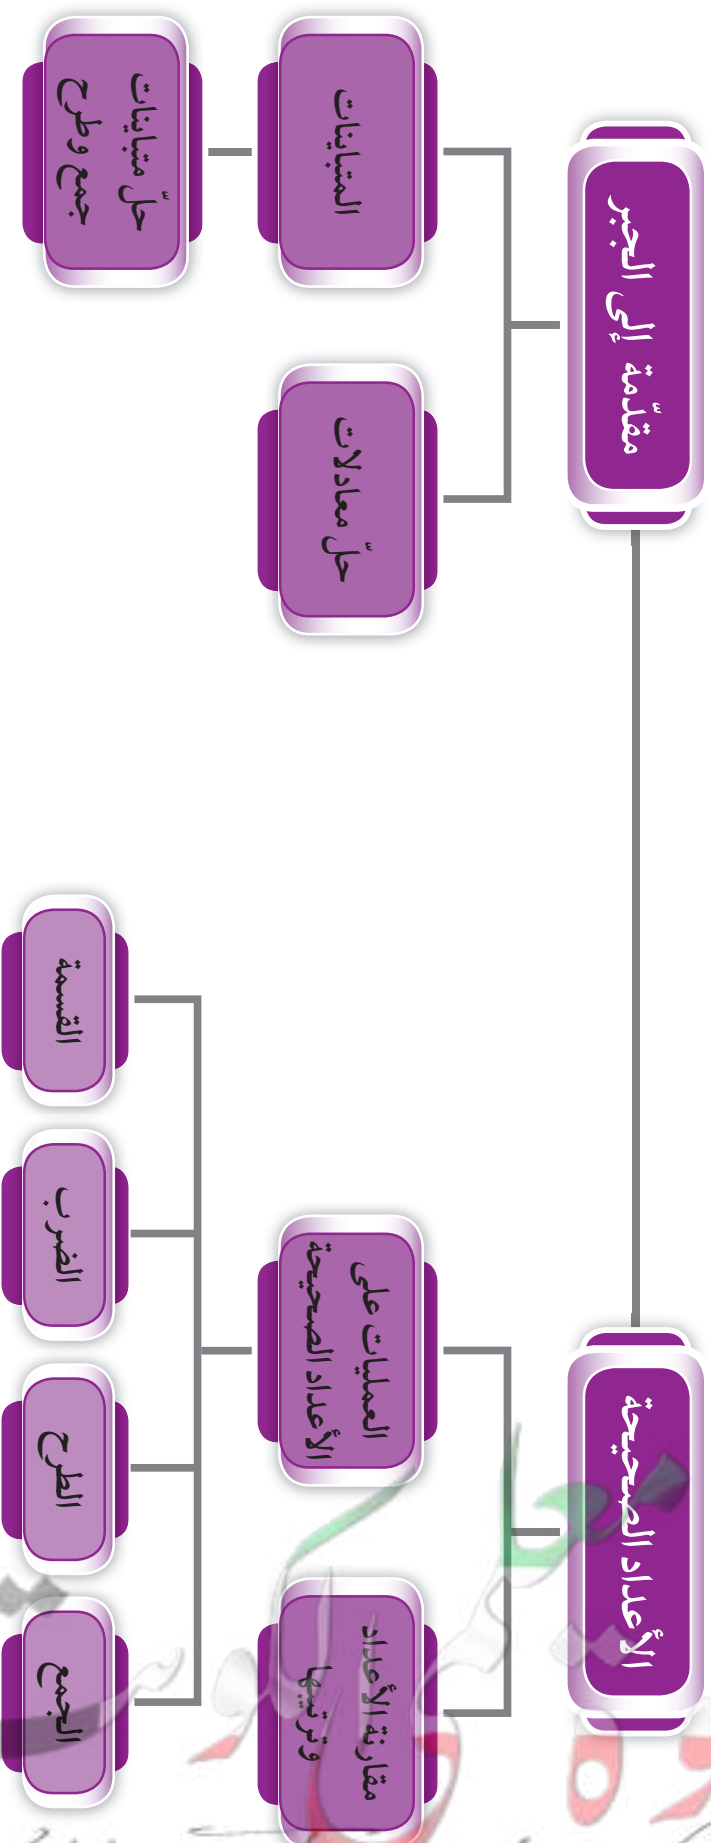 الأعداد الصحيحة
مقدّمة إلى الجبر
مقارنة الأعداد
وترتيبها
العمليات على
الأعداد الصحيحة
حلّ معادلات
المتباينات
الجمع
الطرح
الضرب
القسمة
حلّ متباينات
جمع وطرح